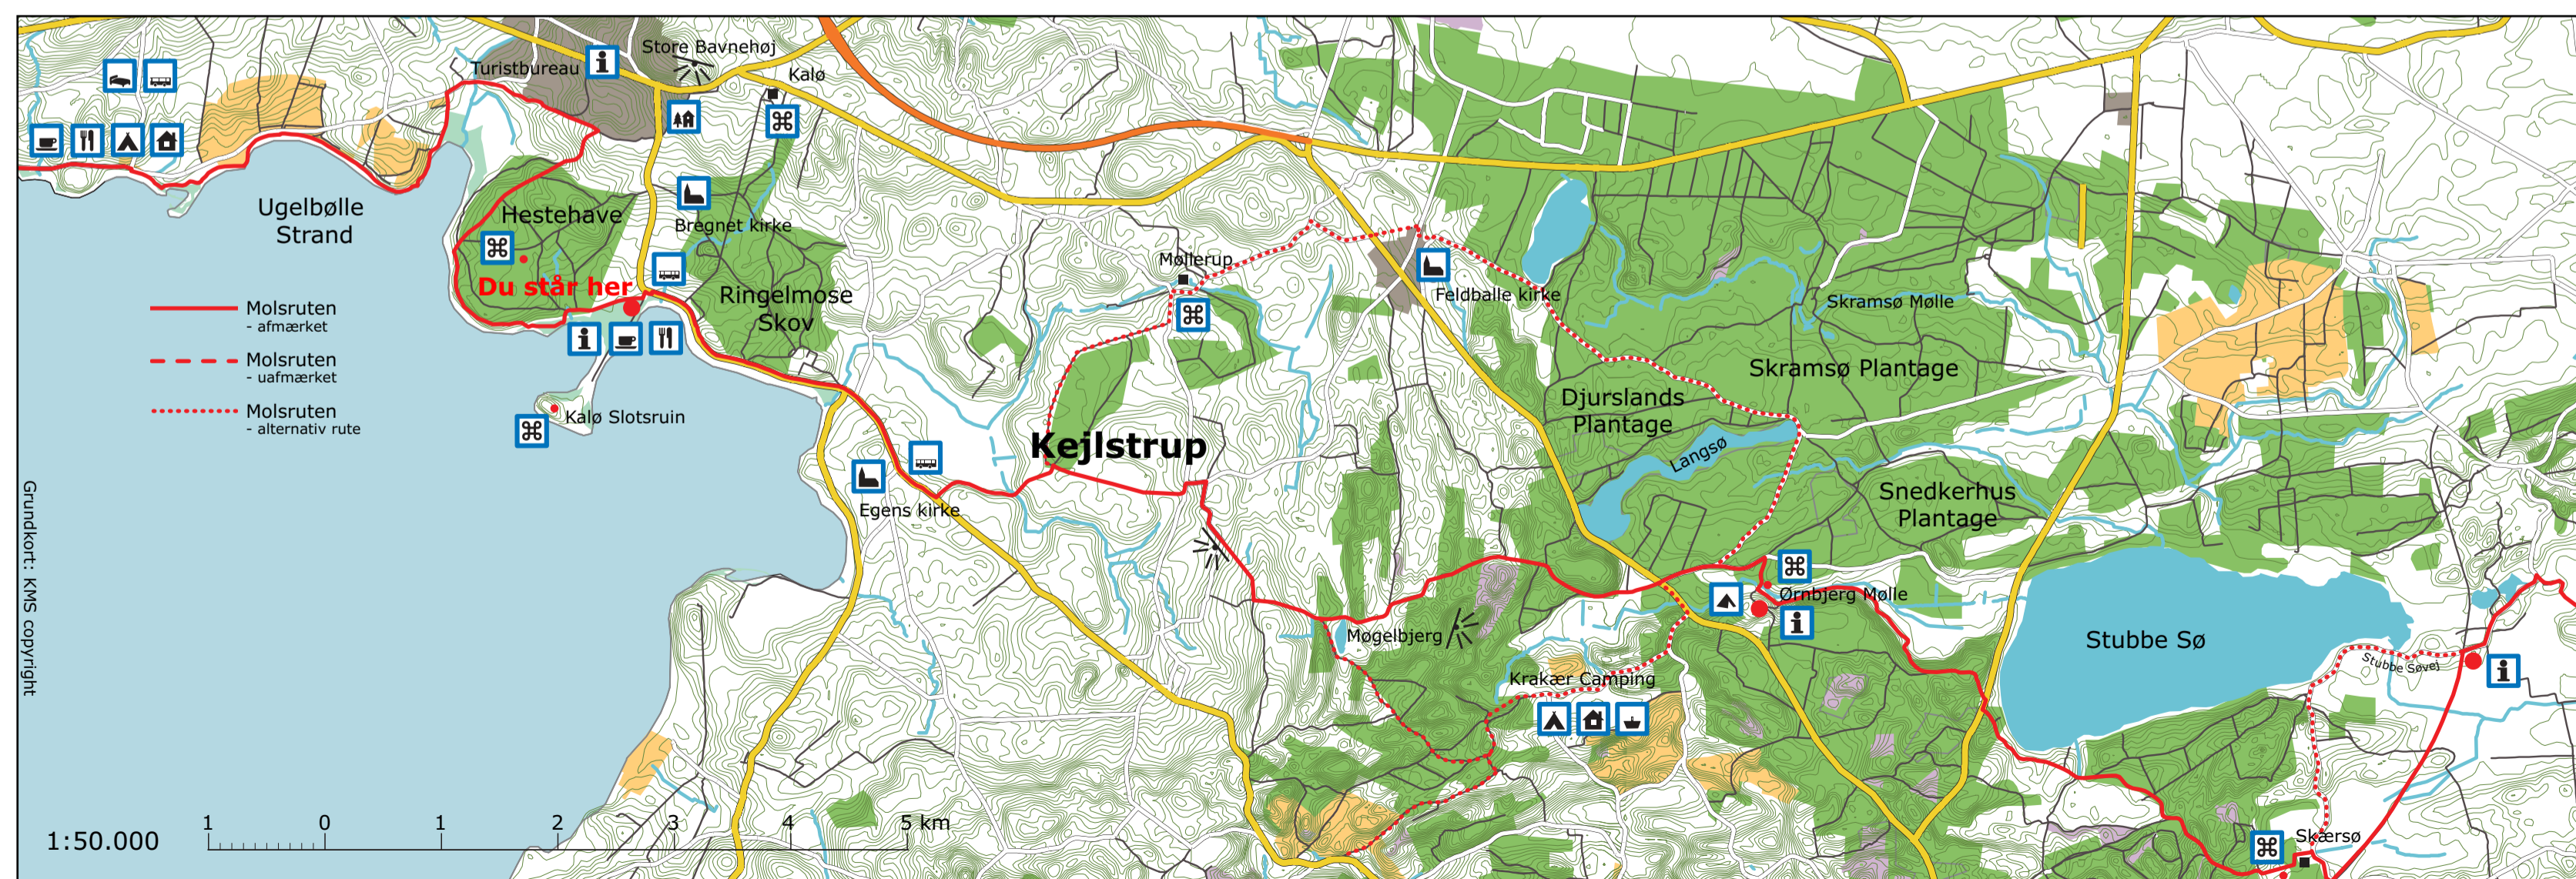 Store Bavnehøj
Turistbureau
Kalø
Ugelbølle
Strand
Hestehave
Bregnet kirke
Du står her
Ringelmose
Skov
Møllerup
Feldballe kirke
Skramsø Mølle
Molsruten
- afmærket
Molsruten
- uafmærket
Molsruten
- alternativ rute
Kalø Slotsruin
Skramsø Plantage
Djurslands
Plantage
Langsø
Kejlstrup
Snedkerhus
Plantage
Egens kirke
Grundkort: KMS copyright
Ørnbjerg Mølle
Møgelbjerg
Stubbe Sø
Stubbe Søvej
Krakær Camping
Skærsø
1:50.000
1 0 1 2 3 4 5 km